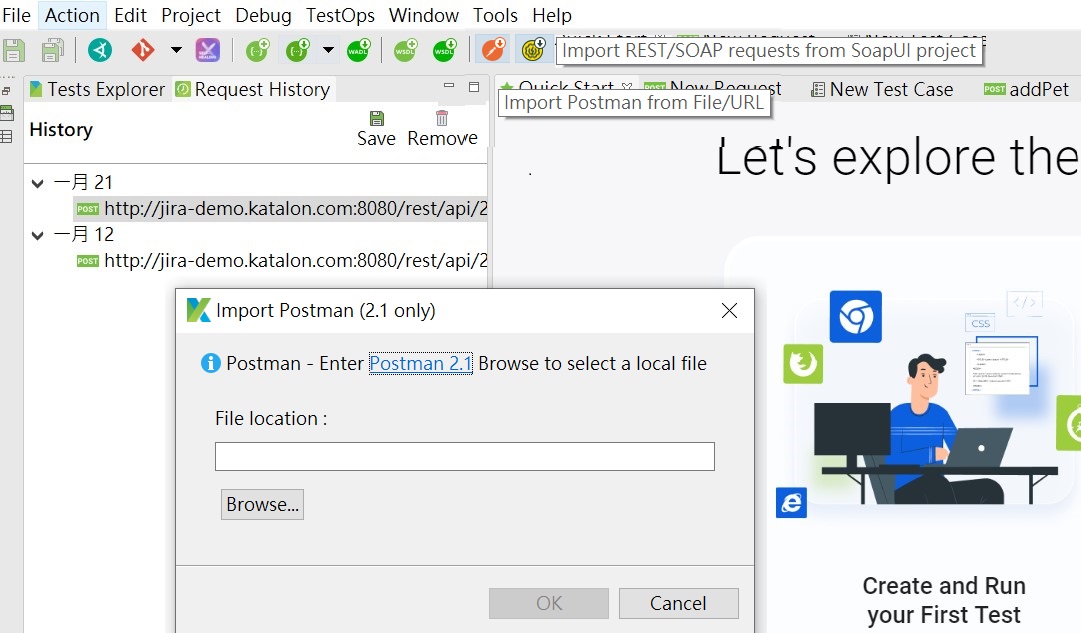 File Action Edit Project Debug TestOps Window Tools Help
WADL WSDL WSDL
Import REST/SOAP requests from SoapUI project
Tests Explorer Request History
Quick Start POST New Request New Test Case POST addPet
Import Postman from File/URL
History
Save Remove
Let's explore the
一月 21
POST http://jira-demo.katalon.com:8080/rest/api/2
一月 12
POST http://jira-demo.katalon.com:8080/rest/api/2
Import Postman (2.1 only)
CSS
Postman - Enter Postman 2.1 Browse to select a local file
File location :
Browse...
OK Cancel
Create and Run
your First Test